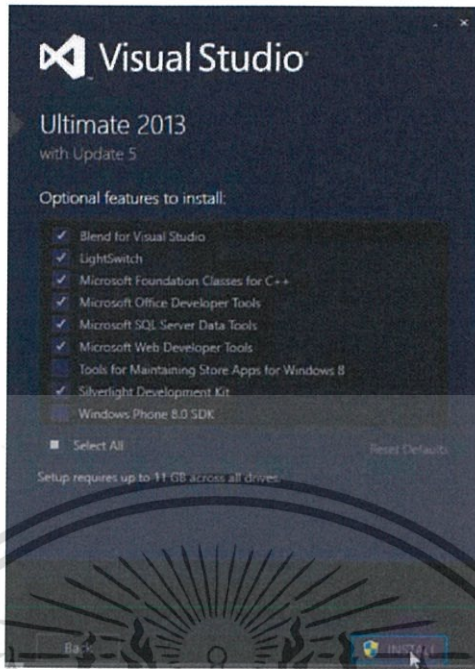 Visual Studio
Ultimate 2013
with Update 5
Optional features to install:
Blend for Visual Studio
LightSwitch
Microsoft Foundation Classes for C++
Microsoft Office Developer Tools
Microsoft SQL Server Data Tools
Microsoft Web Developer Tools
Tools for Maintaining Store Apps for Windows 8
Silverlight Development Kit
Windows Phone 8.0 SDK
Select All
Reset Defaults
Setup requires up to 11 GB across all drives.
Back
INSTALL